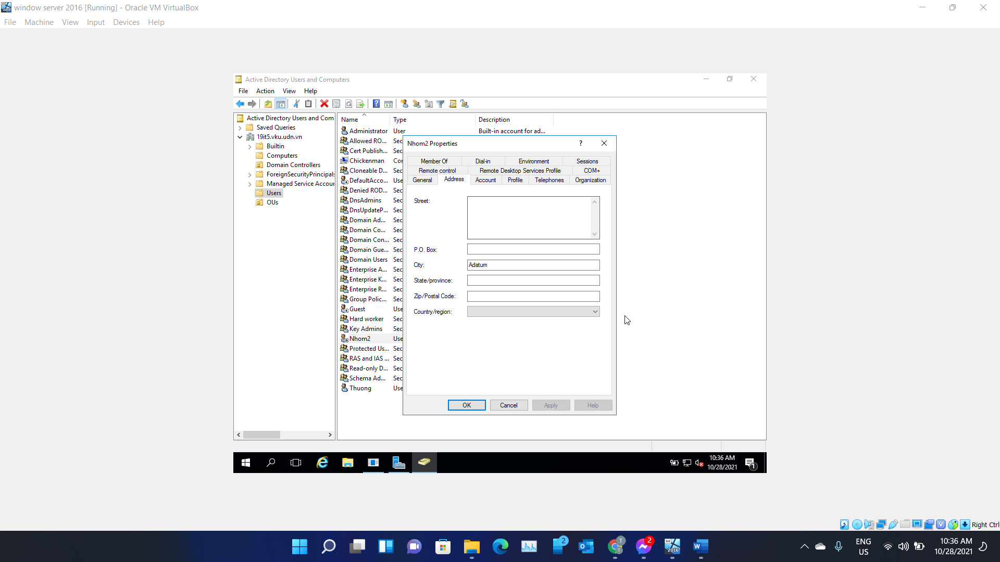 window server 2016 [Running] - Oracle VM VirtualBox
File Machine View Input Devices Help
Active Directory Users and Computers
File Action View Help
Active Directory Users and Com
Saved Queries
19it5.vku.udn.vn
Builtin
Computers
Domain Controllers
ForeignSecurityPrincipals
Managed Service Accour
Users
OUs
Name Type Description
Administrator User Built-in account for ad...
Allowed RO... Sec
Cert Publish... Sec
Chickenman Cor
Cloneable D... Sec
DefaultAcco... Use
Denied ROD... Sec
DnsAdmins Sec
DnsUpdateP... Sec
Domain Ad... Sec
Domain Co... Sec
Domain Con... Sec
Domain Gue... Sec
Domain Users Sec
Enterprise A... Sec
Enterprise K... Sec
Enterprise R... Sec
Group Polic... Sec
Guest Use
Hard worker Sec
Key Admins Sec
Nhom2 Use
Protected Us... Sec
RAS and IAS ... Sec
Read-only D... Sec
Schema Ad... Sec
Thuong Use
Nhom2 Properties ?
Member Of Dial-in Environment Sessions
Remote control Remote Desktop Services Profile COM+
General Address Account Profile Telephones Organization
Street:
P.O. Box:
City: Adatum
State/province:
Zip/Postal Code:
Country/region:
OK Cancel Apply Help
10:36 AM
10/28/2021
1
Right Ctrl
64
2016
2
T
T
2
64
2016
W
ENG
US
10:36 AM
10/28/2021